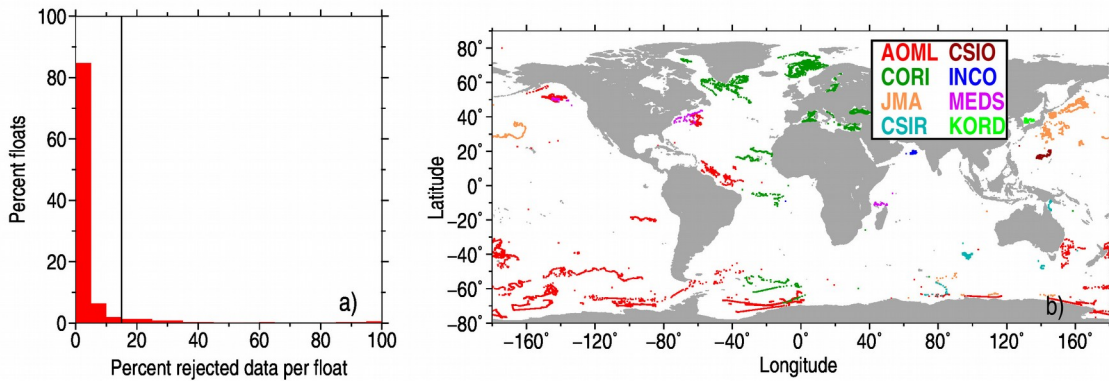 100
80
60
40
20
0
Percent floats
0 20 40 60 80 100
Percent rejected data per float
a)
80˚
60˚
40˚
20˚
0˚
−20˚
−40˚
−60˚
−80˚
Latitude
AOML CSIO
CORI INCO
JMA MEDS
CSIR KORD
b)
−160˚ −120˚ −80˚ −40˚ 0˚ 40˚ 80˚ 120˚ 160˚
Longitude